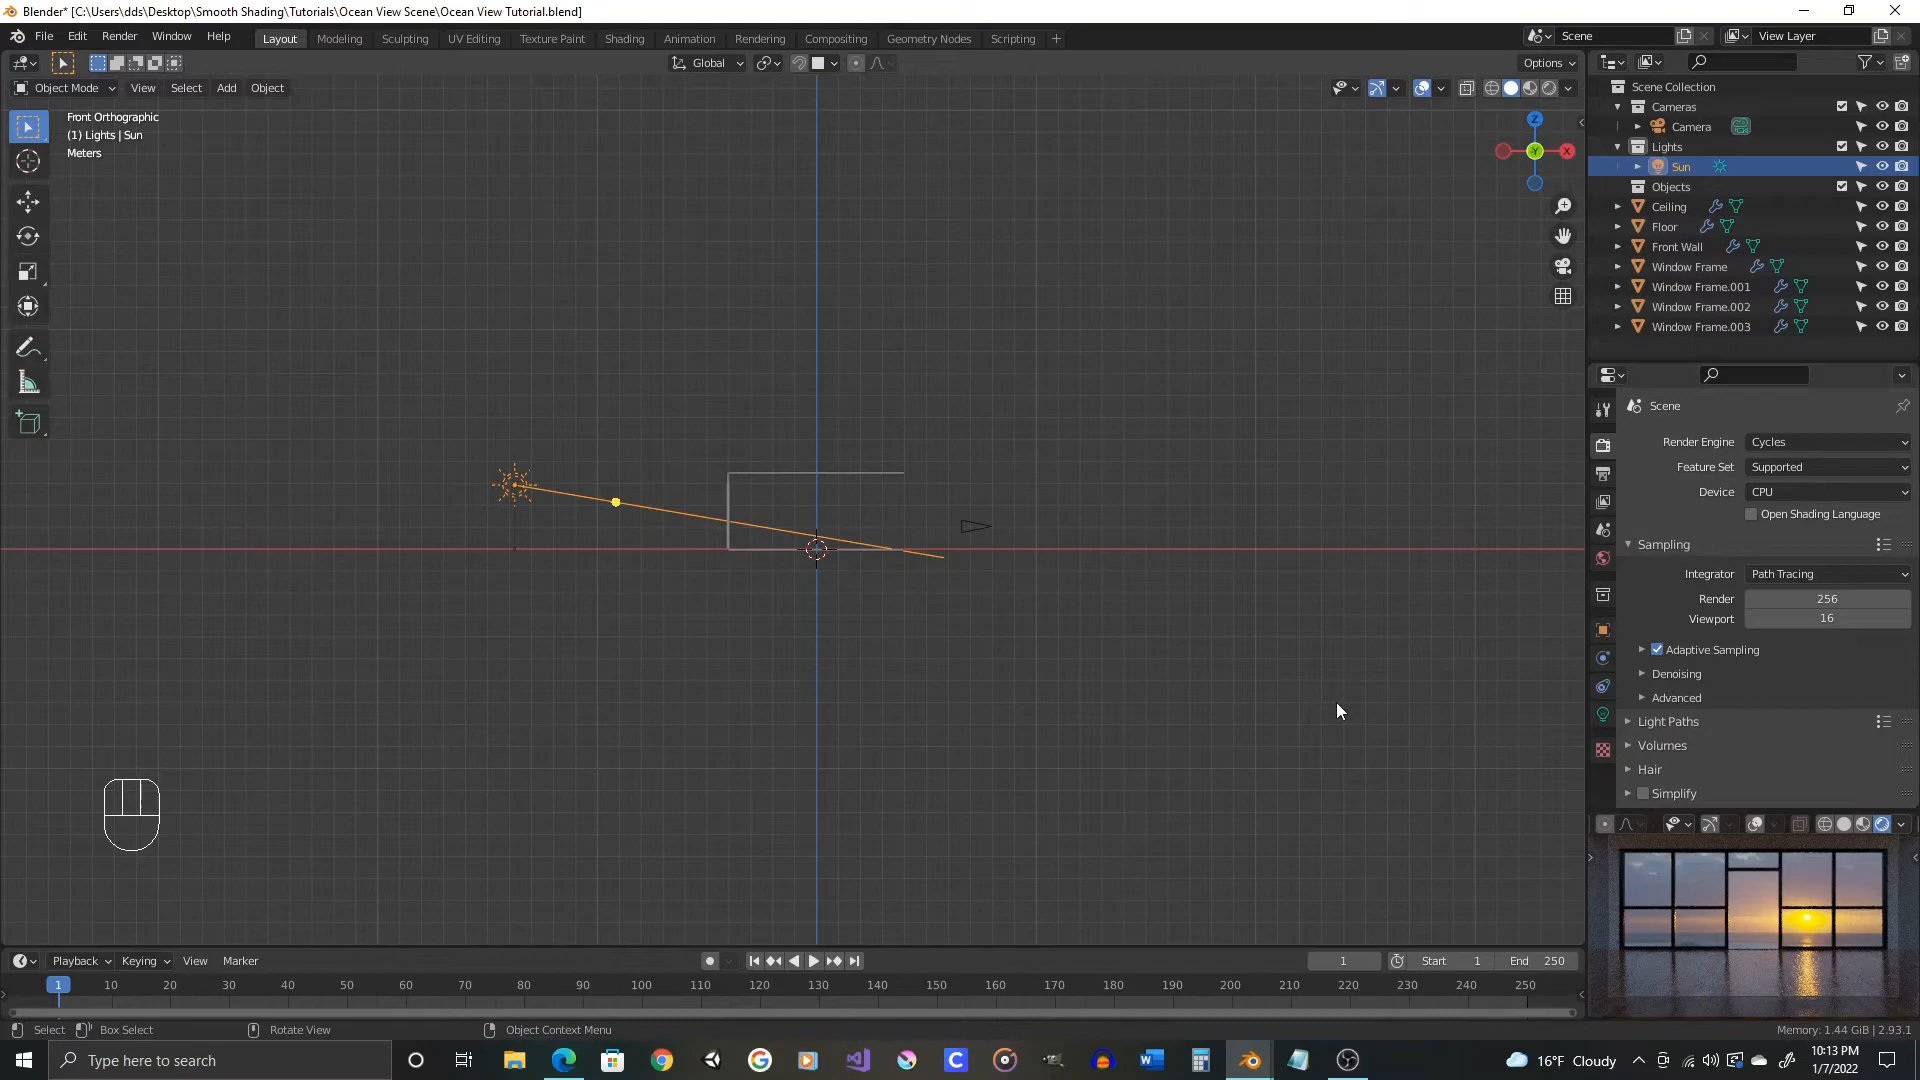 Blender* [C:\Users\dds\Desktop\Smooth Shading\Tutorials\Ocean View Scene\Ocean View Tutorial.blend]
File Edit Render Window Help Layout Modeling Sculpting UV Editing Texture Paint Shading Animation Rendering Compositing Geometry Nodes Scripting + Scene View Layer
Global Options
Object Mode View Select Add Object
Front Orthographic
(1) Lights | Sun
Meters
Z
Y
X
Scene Collection
Cameras
Camera
Lights
Sun
Objects
Ceiling
Floor
Front Wall
Window Frame
Window Frame.001
Window Frame.002
Window Frame.003
Scene
Render Engine Cycles
Feature Set Supported
Device CPU
Open Shading Language
Sampling
Integrator Path Tracing
Render 256
Viewport 16
Adaptive Sampling
Denoising
Advanced
Light Paths
Volumes
Hair
Simplify
Playback Keying View Marker 1 Start 1 End 250
1 10 20 30 40 50 60 70 80 90 100 110 120 130 140 150 160 170 180 190 200 210 220 230 240 250
Select Box Select Rotate View Object Context Menu Memory: 1.44 GiB | 2.93.1
Type here to search 16°F Cloudy 10:13 PM
1/7/2022